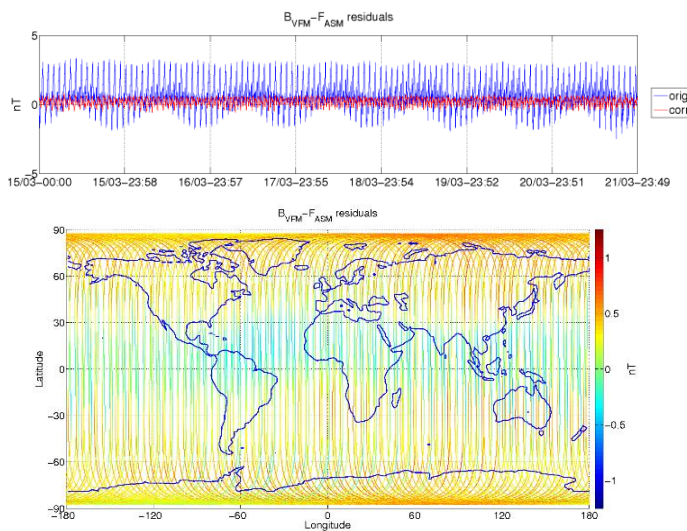 B_VFM−F_ASM residuals
5
0
−5
nT
15/03−00:00 15/03−23:58 16/03−23:57 17/03−23:55 18/03−23:54 19/03−23:52 20/03−23:51 21/03−23:49
orig
corr
B_VFM−F_ASM residuals
90
60
30
0
−30
−60
−90
Latitude
−180 −120 −60 0 60 120 180
Longitude
1
0.5
0
−0.5
−1
nT